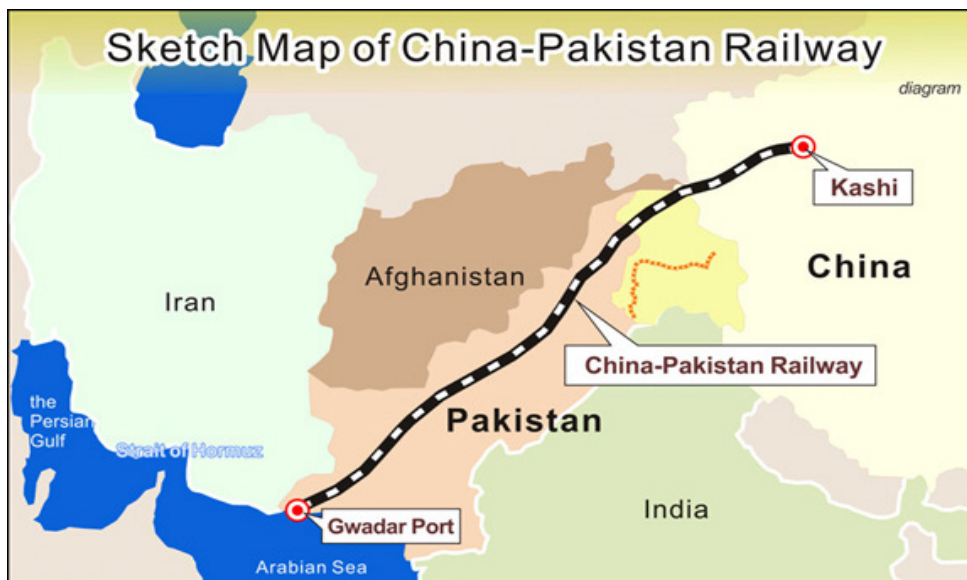 Sketch Map of China-Pakistan Railway
diagram
Kashi
China
Afghanistan
Iran
China-Pakistan Railway
the
Persian
Gulf
Pakistan
Strait of Hormuz
India
Gwadar Port
Arabian Sea